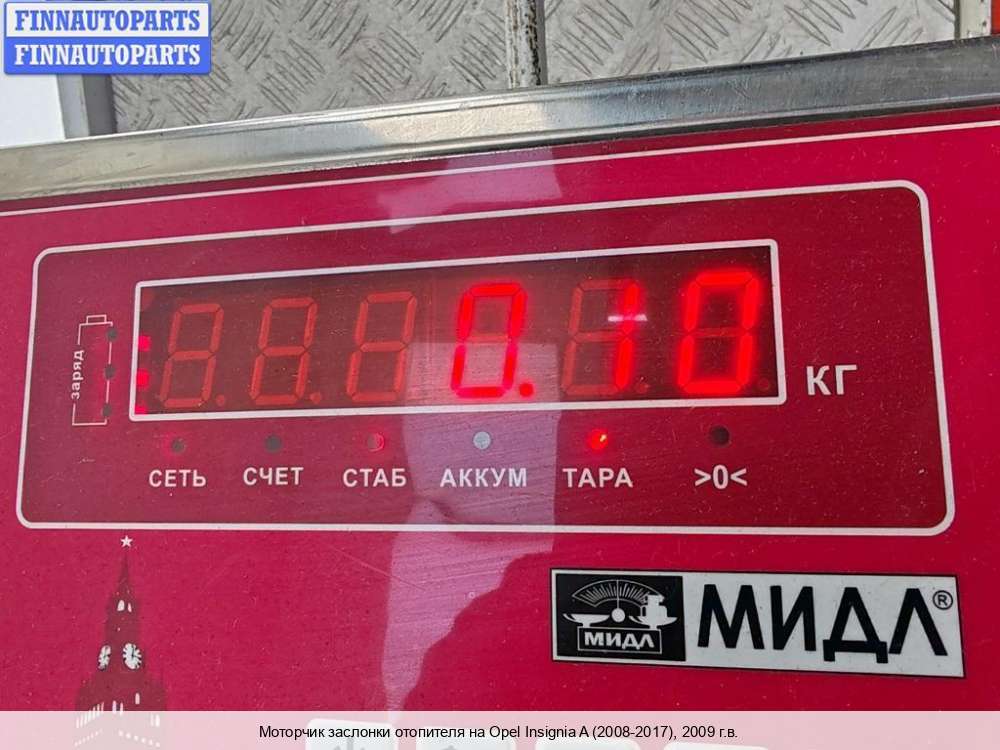 FINNAUTOPARTS
FINNAUTOPARTS
0.10
КГ
заряд
СЕТЬ СЧЕТ СТАБ АККУМ ТАРА >0<
МИДЛ МИДЛ®
Моторчик заслонки отопителя на Opel Insignia A (2008-2017), 2009 г.в.